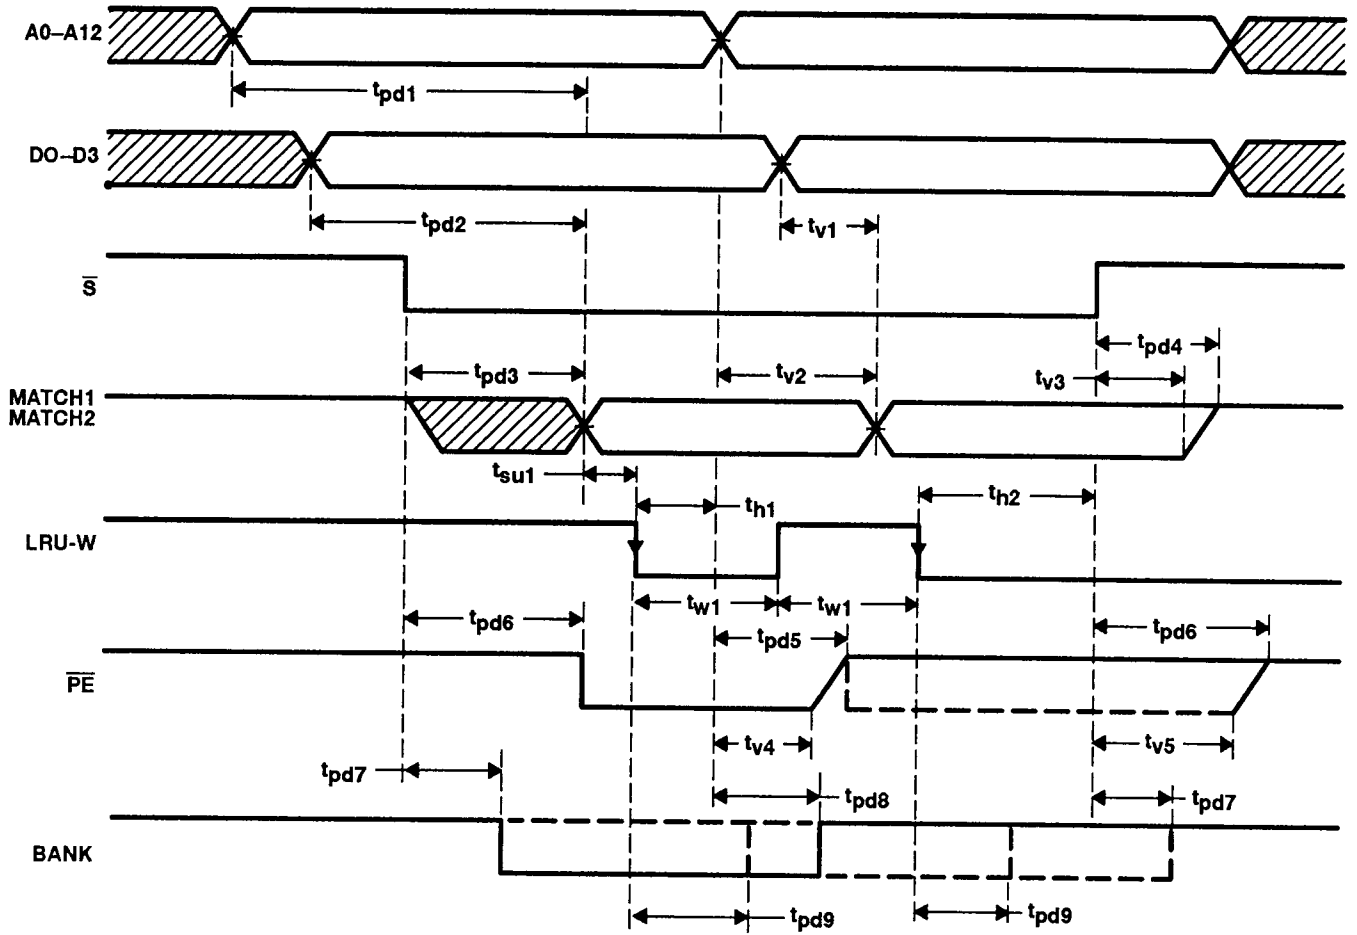 A0–A12
tpd1
DO–D3
tpd2
tv1
S
tpd4
tpd3
tv2
tv3
MATCH1
MATCH2
tsu1
th1
th2
LRU-W
tw1
tw1
tpd6
tpd5
tpd6
PE
tv4
tv5
tpd7
tpd8
tpd7
BANK
tpd9
tpd9